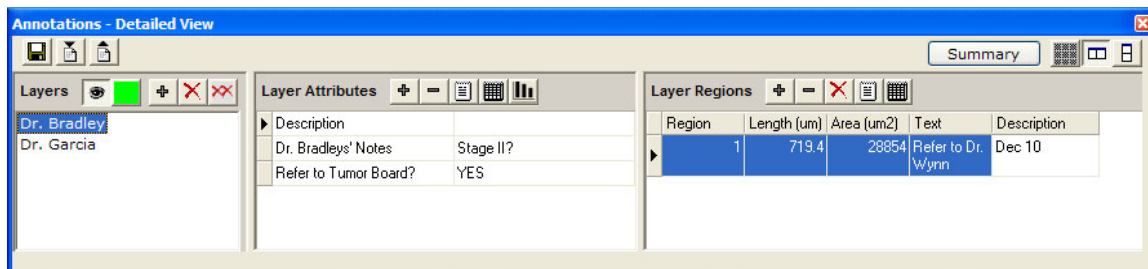 Annotations - Detailed View
Summary
Layers
Layer Attributes
Layer Regions
Dr. Bradley
Dr. Garcia
Description
Dr. Bradleys' Notes Stage II?
Refer to Tumor Board? YES
Region Length (um) Area (um2) Text Description
1 719.4 28854 Refer to Dr. Dec 10
Wynn